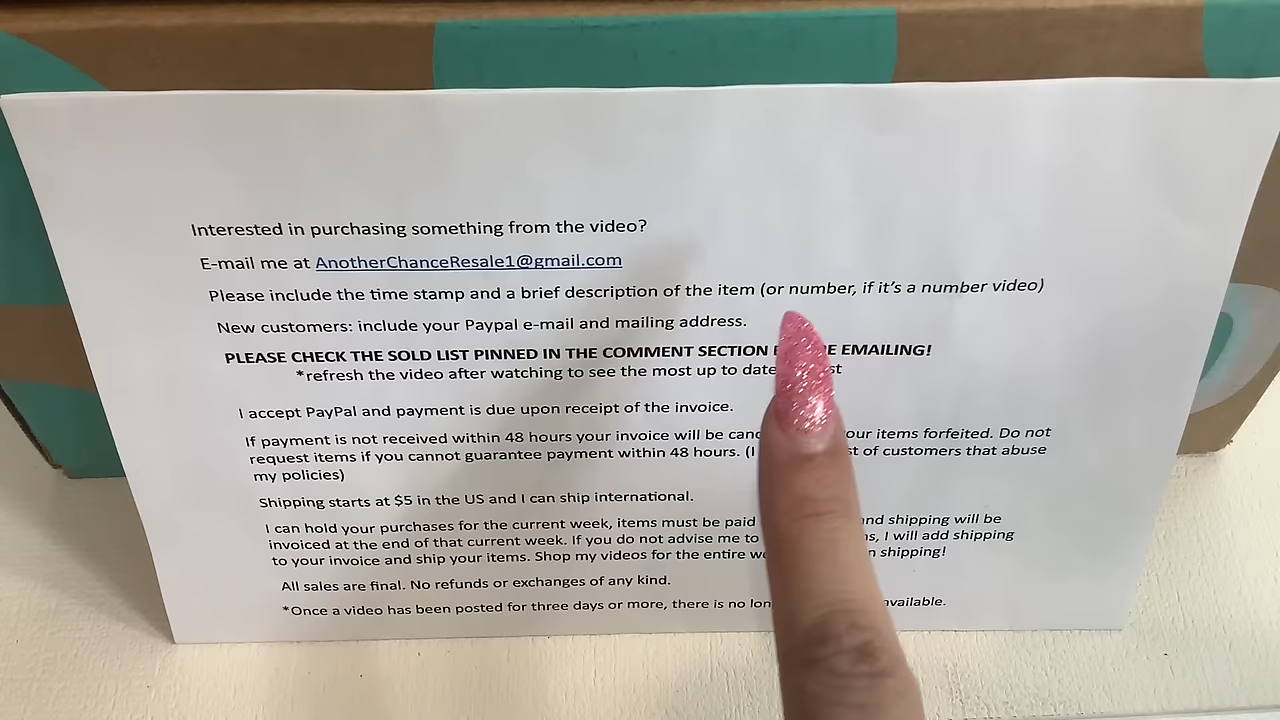 Interested in purchasing something from the video?
E-mail me at AnotherChanceResale1@gmail.com
Please include the time stamp and a brief description of the item (or number, if it's a number video)
New customers: include your Paypal e-mail and mailing address.
PLEASE CHECK THE SOLD LIST PINNED IN THE COMMENT SECTION EMAILING!
*refresh the video after watching to see the most up to date
I accept PayPal and payment is due upon receipt of the invoice.
If payment is not received within 48 hours your invoice will be your items forfeited. Do not
request items if you cannot guarantee payment within 48 hours. (I of customers that abuse
my policies)
Shipping starts at $5 in the US and I can ship international.
I can hold your purchases for the current week, items must be paid and shipping will be
invoiced at the end of that current week. If you do not advise me to I will add shipping
to your invoice and ship your items. Shop my videos for the entire shipping!
All sales are final. No refunds or exchanges of any kind.
*Once a video has been posted for three days or more, there is no available.